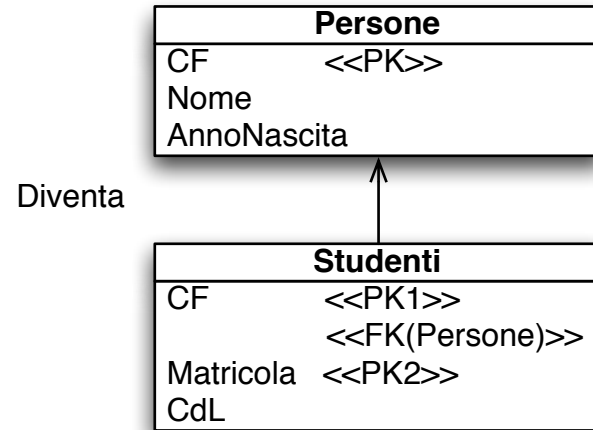 Persone
CF <<PK>>
Nome
AnnoNascita
Diventa
Studenti
CF <<PK1>>
<<FK(Persone)>>
Matricola <<PK2>>
CdL